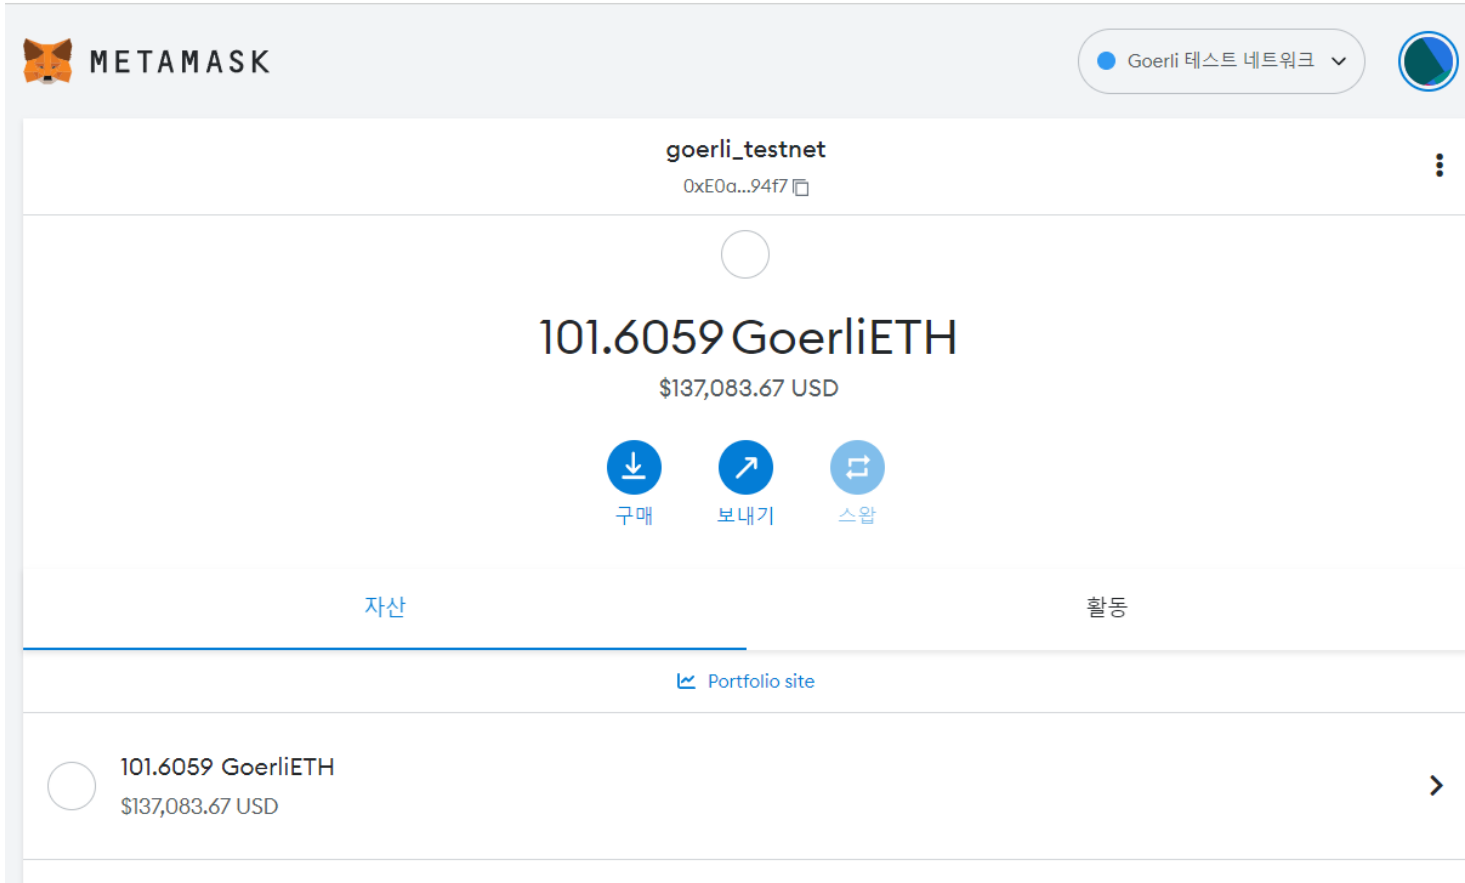 METAMASK
Goerli 테스트 네트워크
goerli_testnet
0xE0a...94f7
101.6059 GoerliETH
$137,083.67 USD
구매
보내기
스왑
자산
활동
Portfolio site
101.6059 GoerliETH
$137,083.67 USD